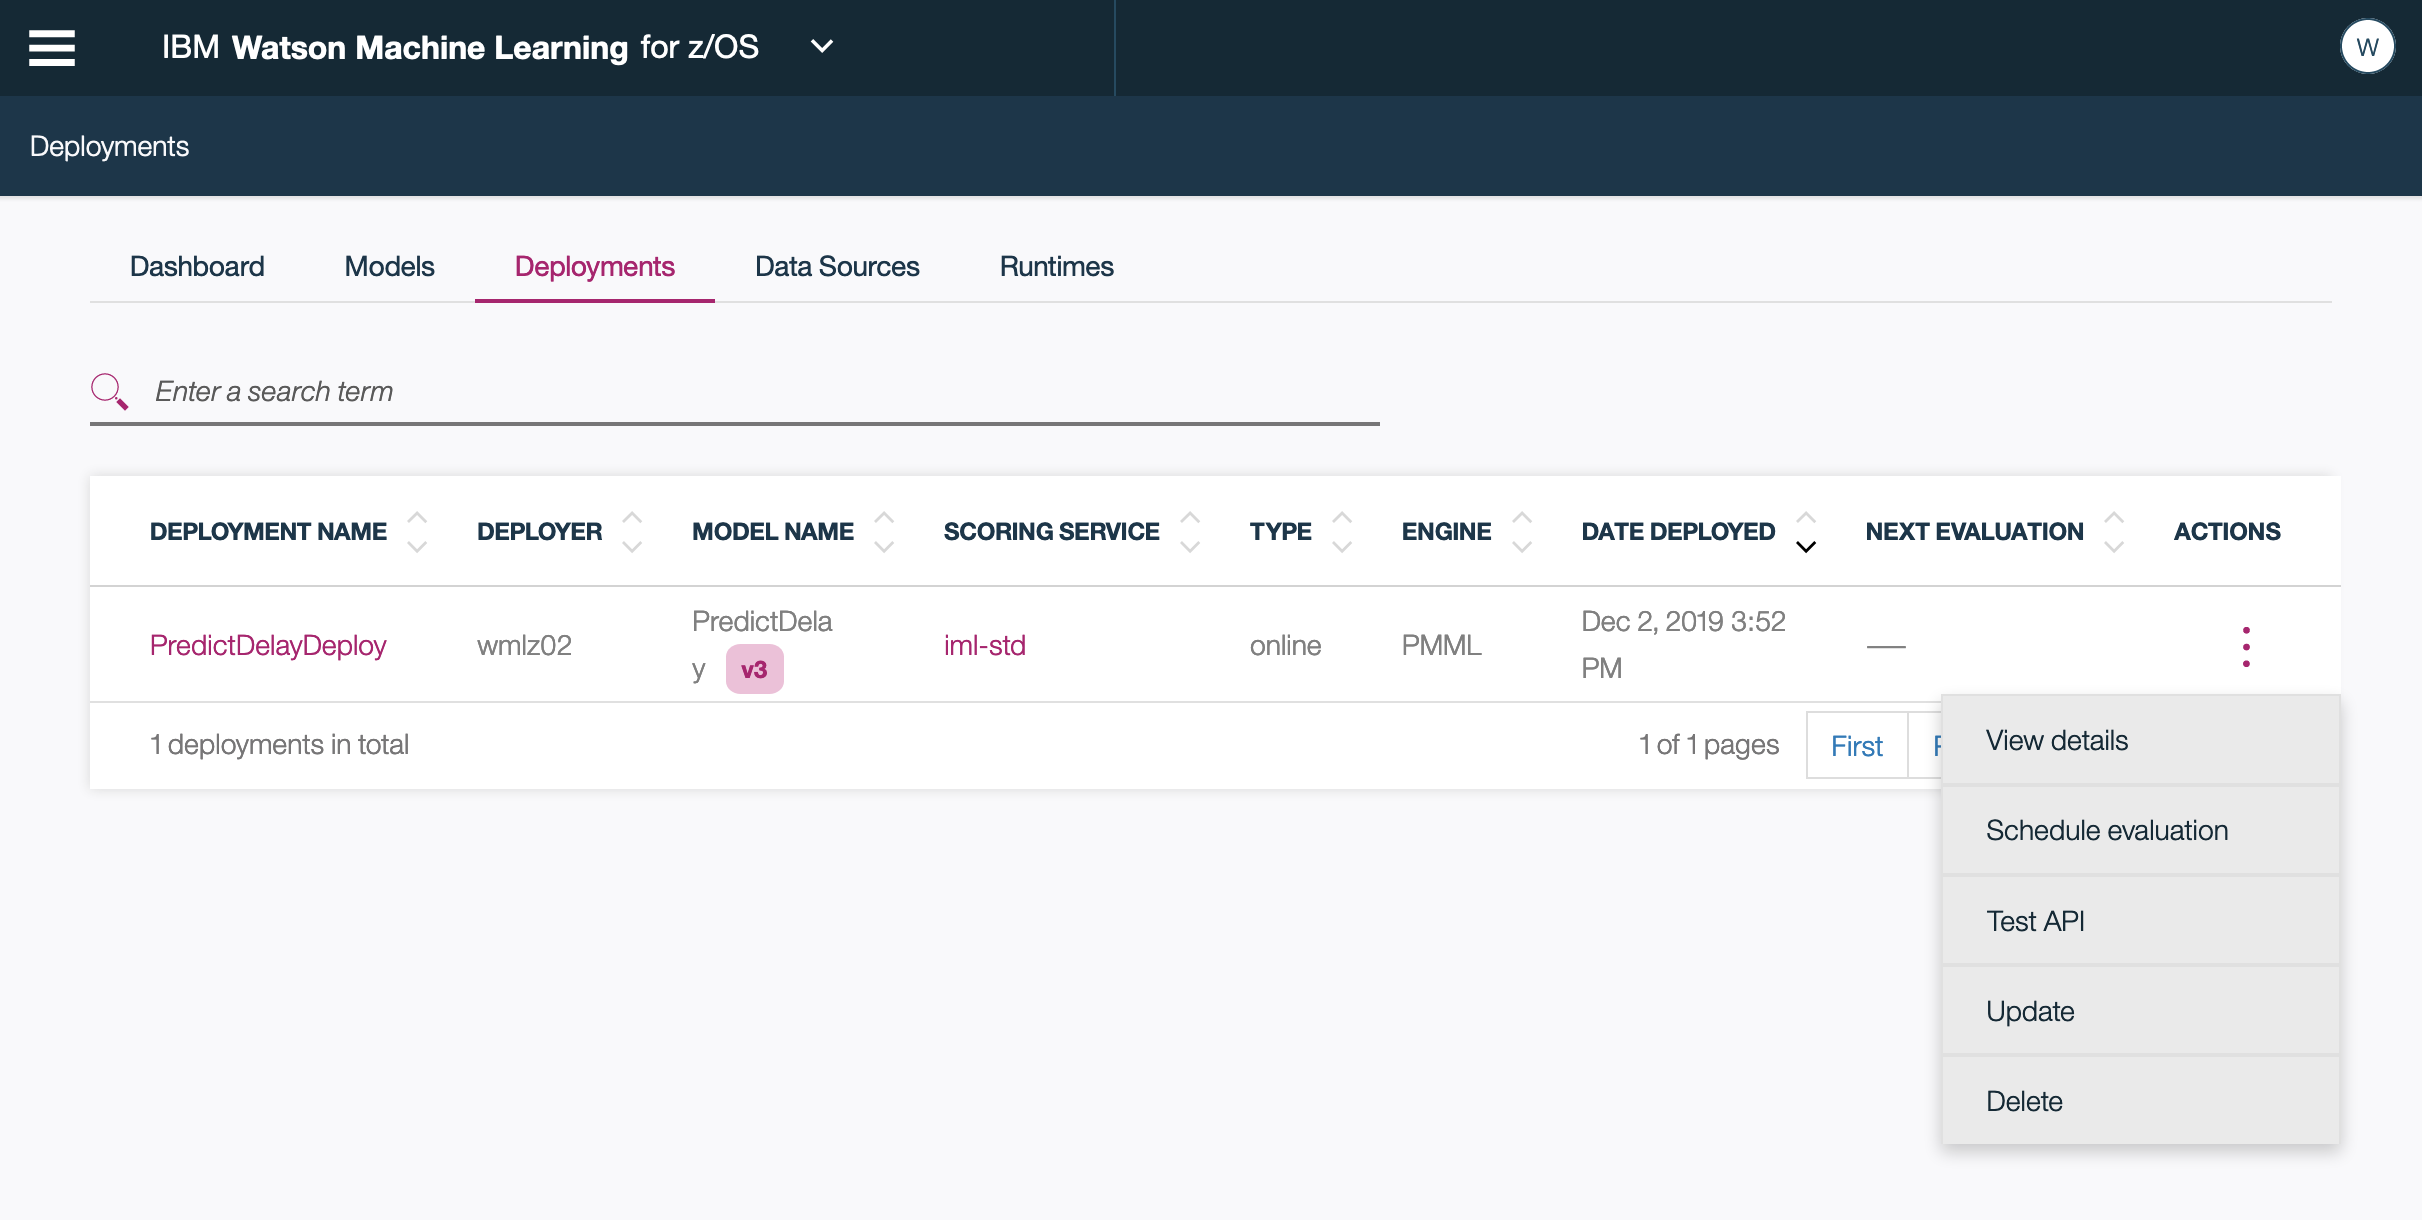 IBM Watson Machine Learning for z/OS
W
Deployments
Dashboard Models Deployments Data Sources Runtimes
Enter a search term
DEPLOYMENT NAME DEPLOYER MODEL NAME SCORING SERVICE TYPE ENGINE DATE DEPLOYED NEXT EVALUATION ACTIONS
PredictDelayDeploy wmlz02 PredictDela iml-std online PMML Dec 2, 2019 3:52
y v3 PM
1 deployments in total 1 of 1 pages First
View details
Schedule evaluation
Test API
Update
Delete